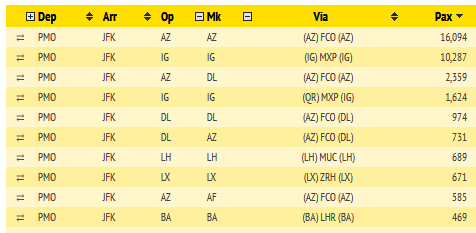 Dep Arr Op Mk Via Pax
PMO JFK AZ AZ (AZ) FCO (AZ) 16,094
PMO JFK IG IG (IG) MXP (IG) 10,287
PMO JFK AZ DL (AZ) FCO (AZ) 2,359
PMO JFK IG IG (QR) MXP (IG) 1,624
PMO JFK DL DL (AZ) FCO (DL) 974
PMO JFK DL AZ (AZ) FCO (DL) 731
PMO JFK LH LH (LH) MUC (LH) 689
PMO JFK LX LX (LX) ZRH (LX) 671
PMO JFK AZ AF (AZ) FCO (AZ) 585
PMO JFK BA BA (BA) LHR (BA) 469